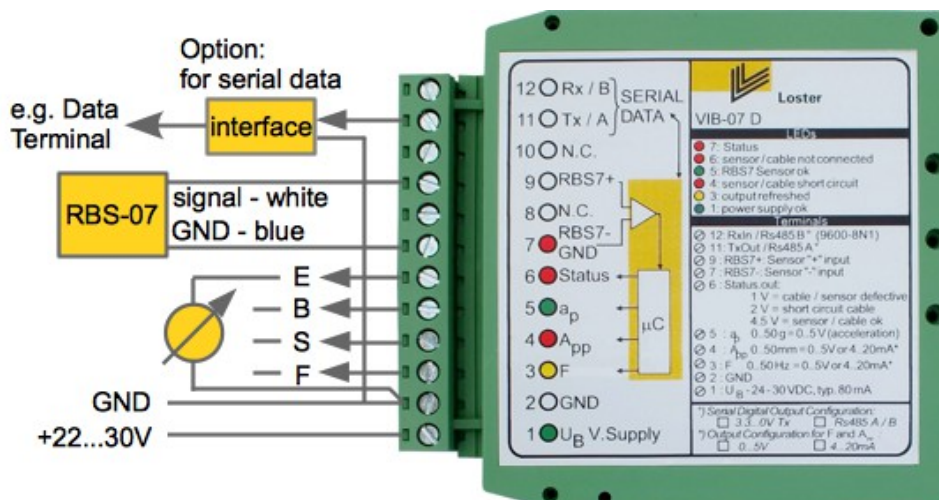 Option:
for serial data
e.g. Data
Terminal
interface
RBS-07
signal - white
GND - blue
E
B
S
F
GND
+22...30V
12 Rx / B
11 Tx / A
SERIAL
DATA
10 N.C.
9 RBS7+
8 N.C.
7 RBS7-
GND
6 Status
5 ap
4 App
3 F
2 GND
1 UB V.Supply
µC
Loster
VIB-07 D
LEDs
7: Status
6: sensor / cable not connected
5: RBS7 Sensor ok
4: sensor / cable short circuit
3: output refreshed
1: power supply ok
Terminals
12: RxIn / Rs485 B* (9600-8N1)
11: TxOut / Rs485 A*
9 : RBS7+: Sensor "+" input
7 : RBS7-: Sensor "-" input
6 : Status out:
1 V = cable / sensor defective
2 V = short circuit cable
4.5 V = sensor / cable ok
5 : ap 0..50g = 0..5V (acceleration)
4 : App 0..50mm = 0..5V or 4..20mA*
3 : F 0..50 Hz = 0..5V or 4..20mA*
2 : GND
1 : UB - 24 - 30VDC, typ. 80 mA
*) Serial Digital Output Configuration:
3.3...0V Tx Rs485 A / B
*) Output Configuration for F and App
0...5V 4...20mA